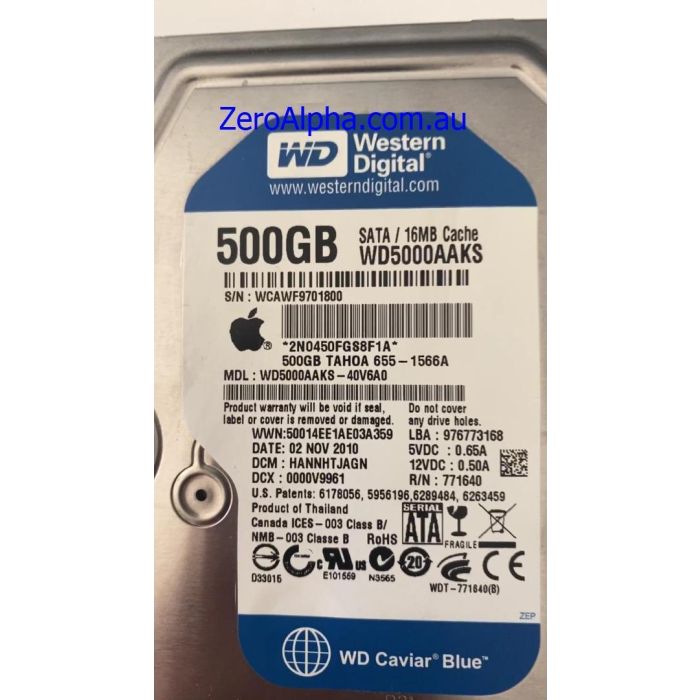 ZeroAlpha.com.au
WD Western Digital®
www.westerndigital.com
500GB SATA / 16MB Cache
WD5000AAKS
S/N : WCAWF9701800
*2N0450FGS8F1A*
500GB TAHOA 655-1566A
MDL : WD5000AAKS-40V6A0
Product warranty will be void if seal, label or cover is removed or damaged.
Do not cover any drive holes.
WWN:50014EE1AE03A359
LBA : 976773168
DATE: 02 NOV 2010
5VDC : 0.65A
DCM : HANNHTJAGN
12VDC : 0.50A
DCX : 0000V9961
R/N : 771640
U.S. Patents: 6178056, 5956196,6289484, 6263459
Product of Thailand
Canada ICES-003 Class B/
NMB-003 Classe B RoHS
SERIAL ATA
FRAGILE
D33015
c UR us
E101559
N3565
20
CE
WDT-771640(B)
ZEP
WD Caviar® Blue™